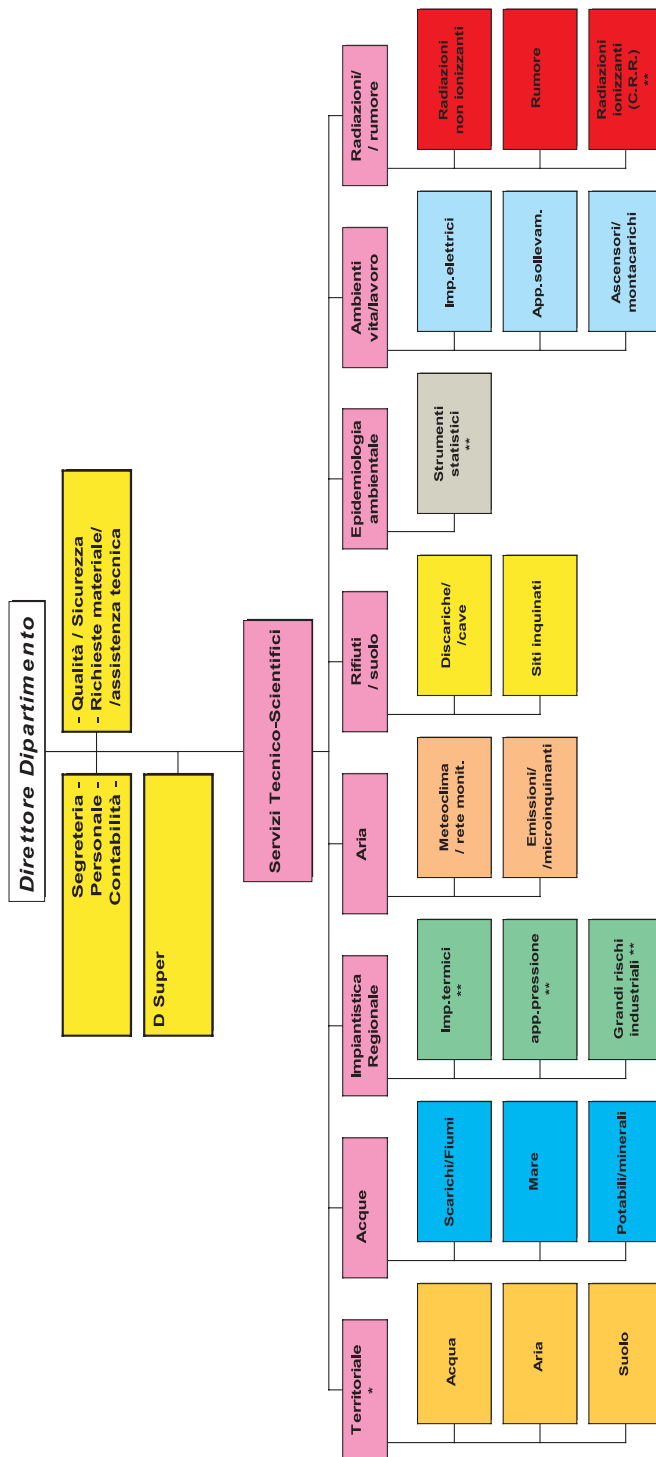 Direttore Dipartimento
Segreteria -
Personale -
Contabilità -
- Qualità / Sicurezza
- Richieste materiale/
/assistenza tecnica
D Super
Servizi Tecnico-Scientifici
Territoriale
*
Acqua
Aria
Suolo
Acque
Scarichi/Fiumi
Mare
Potabili/minerali
Impiantistica
Regionale
Imp.termici
**
app.pressione
**
Grandi rischi
industriali **
Aria
Meteoclima
/ rete monit.
Emissioni/
/microinquinanti
Rifiuti
/ suolo
Discariche/
/cave
Siti inquinati
Epidemiologia
ambientale
Strumenti
statistici
**
Ambienti
vita/lavoro
Imp.elettrici
App.sollevam.
Ascensori/
montacarichi
Radiazioni/
/ rumore
Radiazioni
non ionizzanti
Rumore
Radiazioni
ionizzanti
(C.R.R.)
**